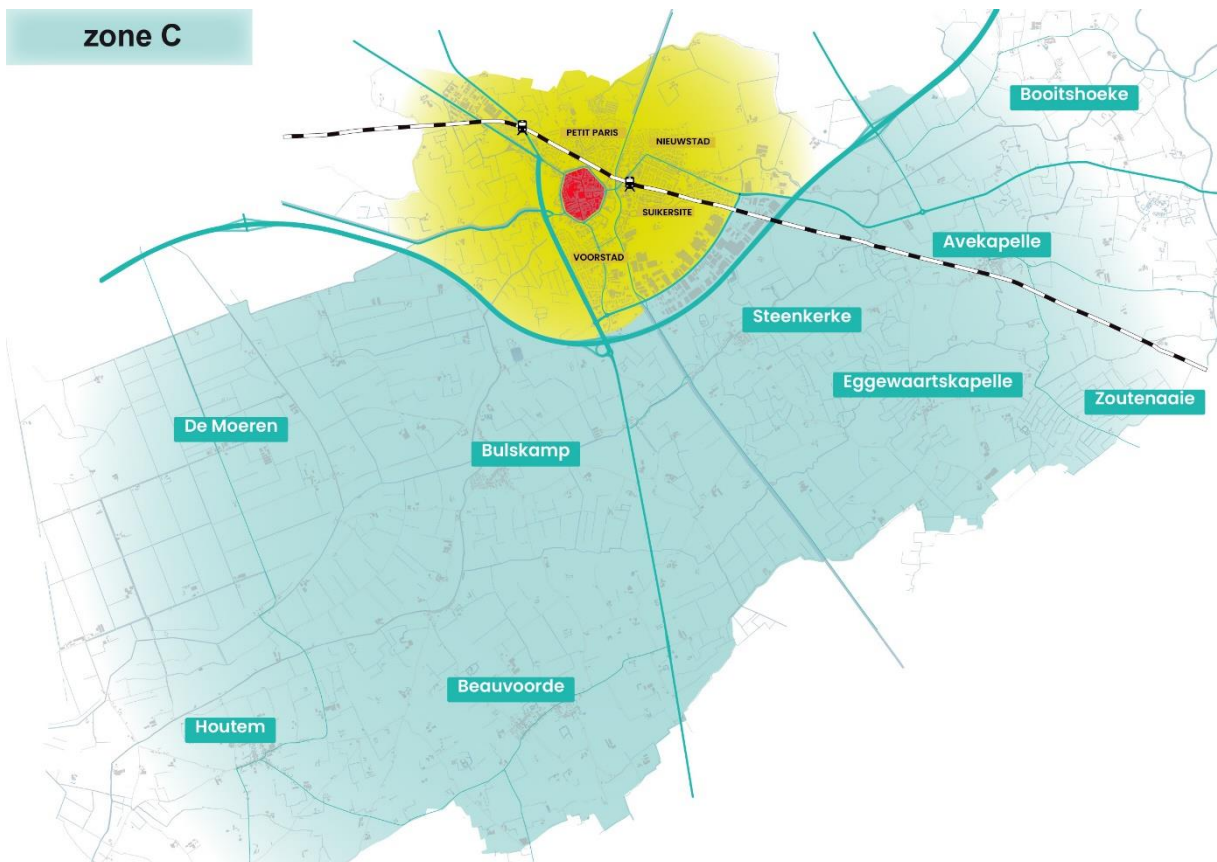 zone C
Booitshoeke
PETIT PARIS
NIEUWSTAD
SUIKERSITE
Avekapelle
VOORSTAD
Steenkerke
Eggewaartskapelle
Zoutenaaie
De Moeren
Bulskamp
Beauvoorde
Houtem